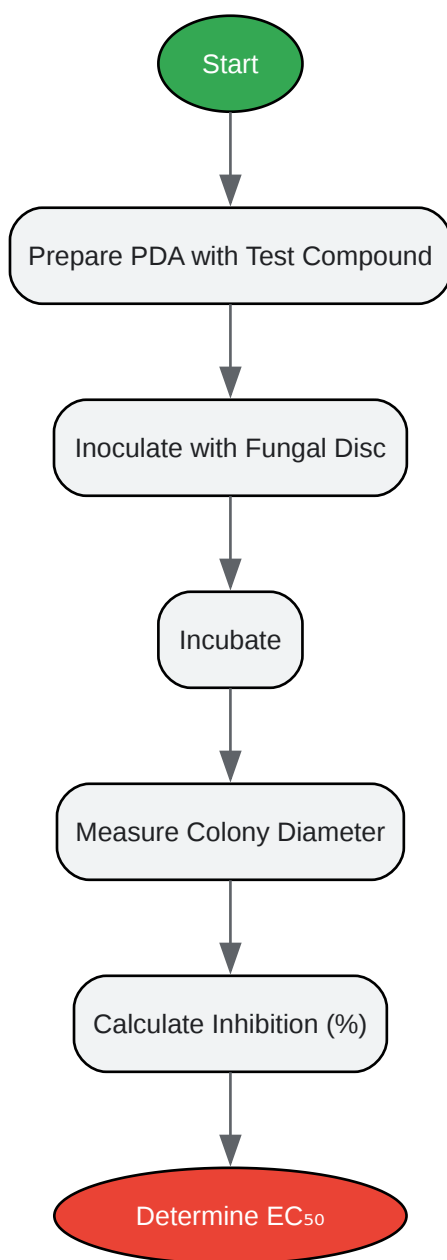 Start
Prepare PDA with Test Compound
Inoculate with Fungal Disc
Incubate
Measure Colony Diameter
Calculate Inhibition (%)
Determine EC₅₀